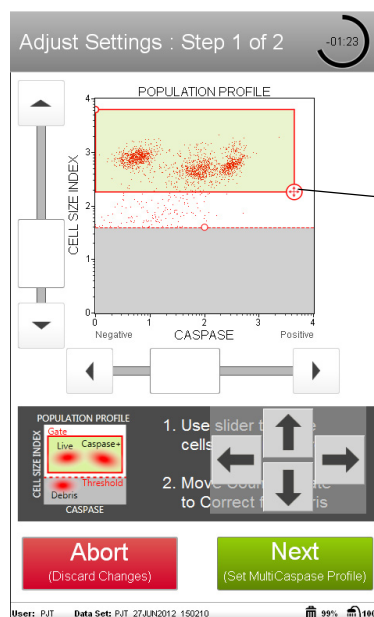 Adjust Settings : Step 1 of 2
-01:23
POPULATION PROFILE
4
3
2
1
0
CELL SIZE INDEX
0 1 2 3 4
Negative CASPASE Positive
POPULATION PROFILE
Gate
Live Caspase+
Threshold
Debris
CELL SIZE INDEX
CASPASE
1. Use slider
cells
2. Move
to Correct
Abort
(Discard Changes)
Next
(Set MultiCaspase Profile)
User: PJT Data Set: PJT_27JUN2012_150210 99% 100